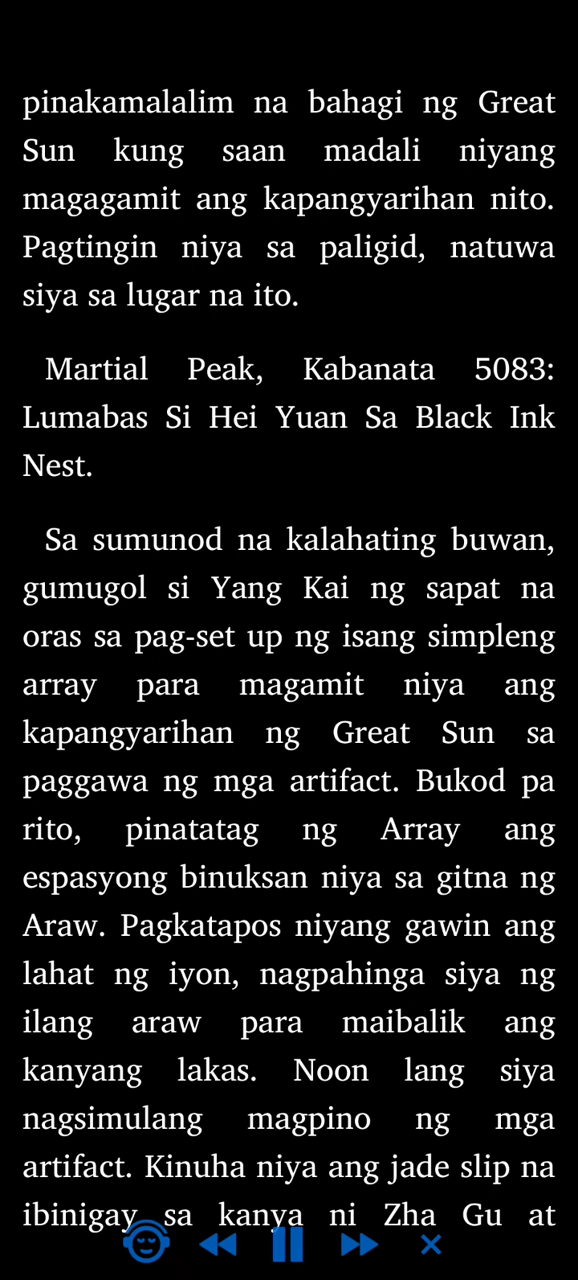 pinakamalalim na bahagi ng Great
Sun kung saan madali niyang
magagamit ang kapangyarihan nito.
Pagtingin niya sa paligid, natuwa
siya sa lugar na ito.
Martial Peak, Kabanata 5083:
Lumabas Si Hei Yuan Sa Black Ink
Nest.
Sa sumunod na kalahating buwan,
gumugol si Yang Kai ng sapat na
oras sa pag-set up ng isang simpleng
array para magamit niya ang
kapangyarihan ng Great Sun sa
paggawa ng mga artifact. Bukod pa
rito, pinatatag ng Array ang
espasyong binuksan niya sa gitna ng
Araw. Pagkatapos niyang gawin ang
lahat ng iyon, nagpahinga siya ng
ilang araw para maibalik ang
kanyang lakas. Noon lang siya
nagsimulang magpino ng mga
artifact. Kinuha niya ang jade slip na
ibinigay sa kanya ni Zha Gu at